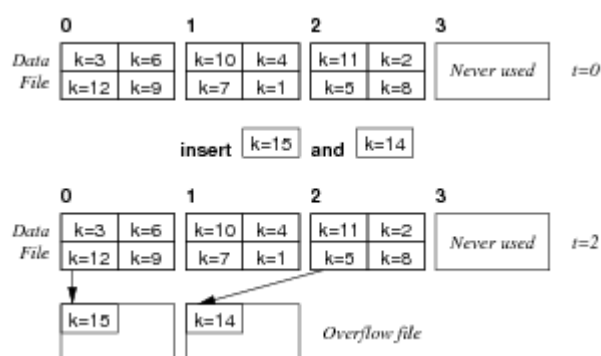 0 1 2 3
Data File
k=3 k=6 k=10 k=4 k=11 k=2
Never used t=0
k=12 k=9 k=7 k=1 k=5 k=8
insert k=15 and k=14
0 1 2 3
Data File
k=3 k=6 k=10 k=4 k=11 k=2
Never used t=2
k=12 k=9 k=7 k=1 k=5 k=8
k=15 k=14
Overflow file